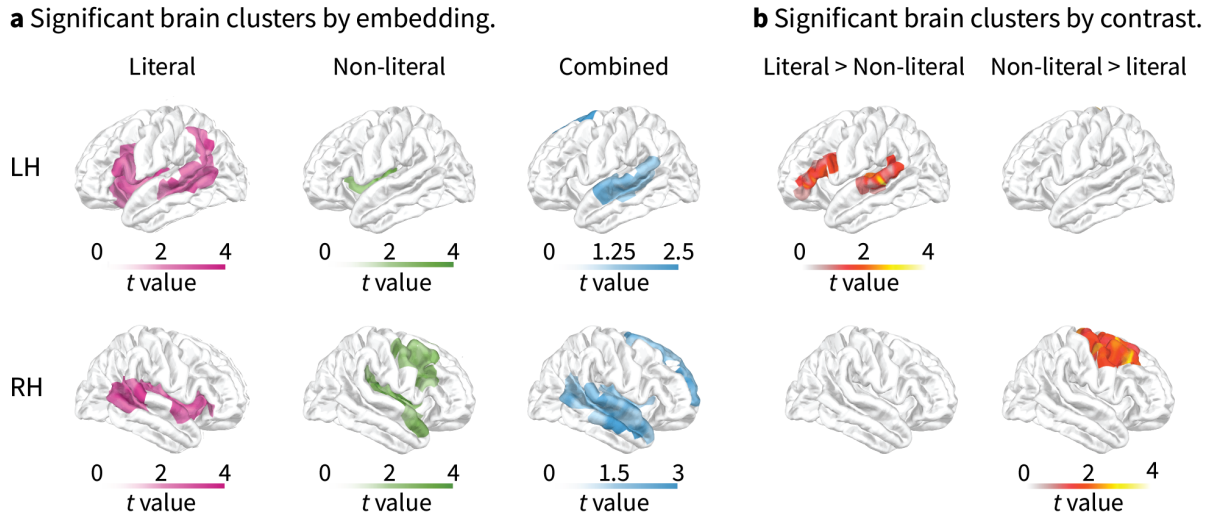 a Significant brain clusters by embedding.
b Significant brain clusters by contrast.
Literal
Non-literal
Combined
Literal > Non-literal
Non-literal > literal
LH
0 2 4
t value
0 2 4
t value
0 1.25 2.5
t value
0 2 4
t value
RH
0 2 4
t value
0 2 4
t value
0 1.5 3
t value
0 2 4
t value